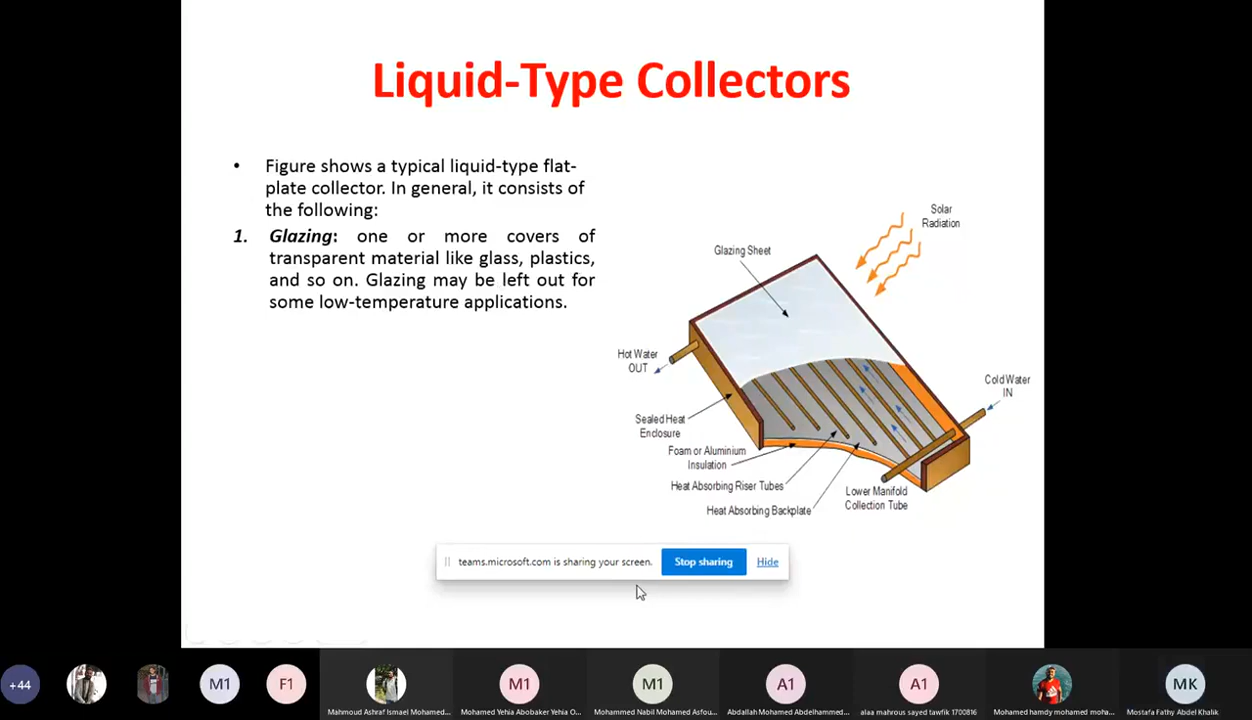 Liquid-Type Collectors
• Figure shows a typical liquid-type flat-
plate collector. In general, it consists of
the following:
1. Glazing: one or more covers of
transparent material like glass, plastics,
and so on. Glazing may be left out for
some low-temperature applications.
Solar
Radiation
Glazing Sheet
Hot Water
OUT
Cold Water
IN
Sealed Heat
Enclosure
Foam or Aluminium
Insulation
Heat Absorbing Riser Tubes
Lower Manifold
Collection Tube
Heat Absorbing Backplate
teams.microsoft.com is sharing your screen.
Stop sharing
Hide
+44
M1
F1
M1
M1
A1
A1
MK
Mahmoud Ashraf Ismael Mohamed...
Mohamed Yehia Abobaker Yehia O...
Mohammed Nabil Mohamed Asfou...
Abdallah Mohamed Abdelhammed...
alaa mahrous sayed tawfik 1700816
Mohamed hamdy mohamed moha...
Mostafa Fathy Abdel Khalik